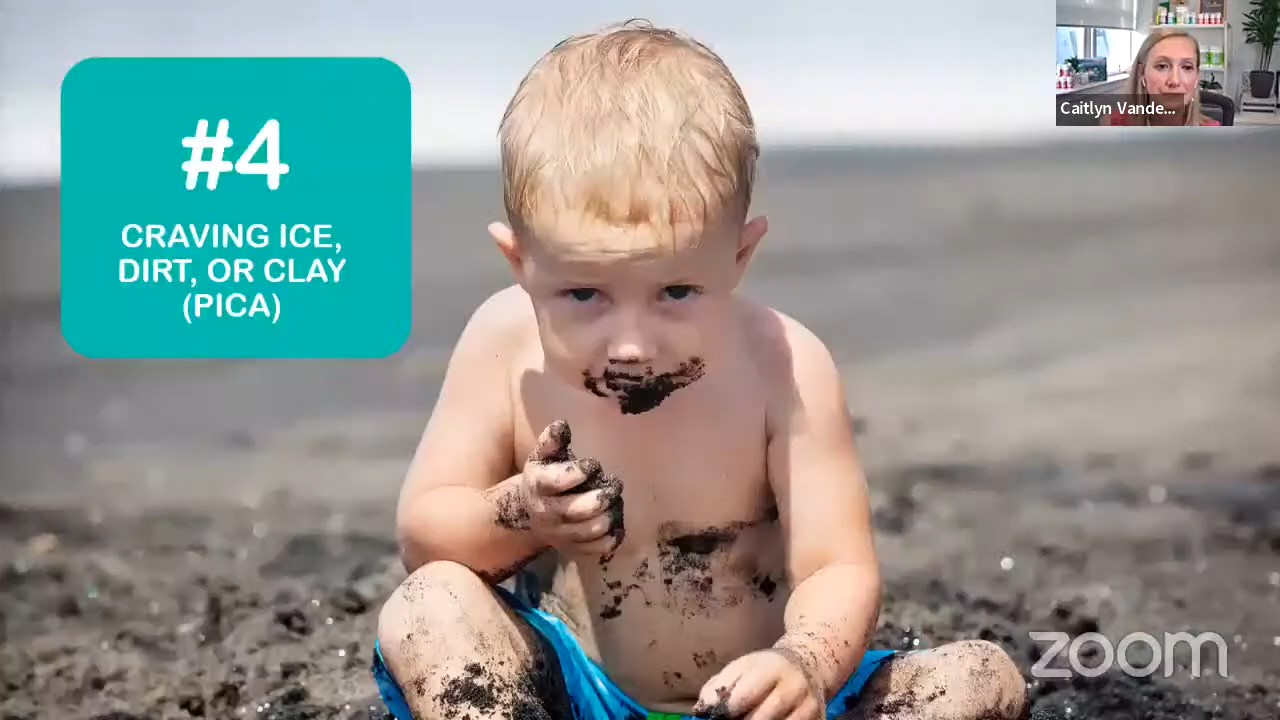 #4
CRAVING ICE,
DIRT, OR CLAY
(PICA)
Caitlyn Vande...
zoom